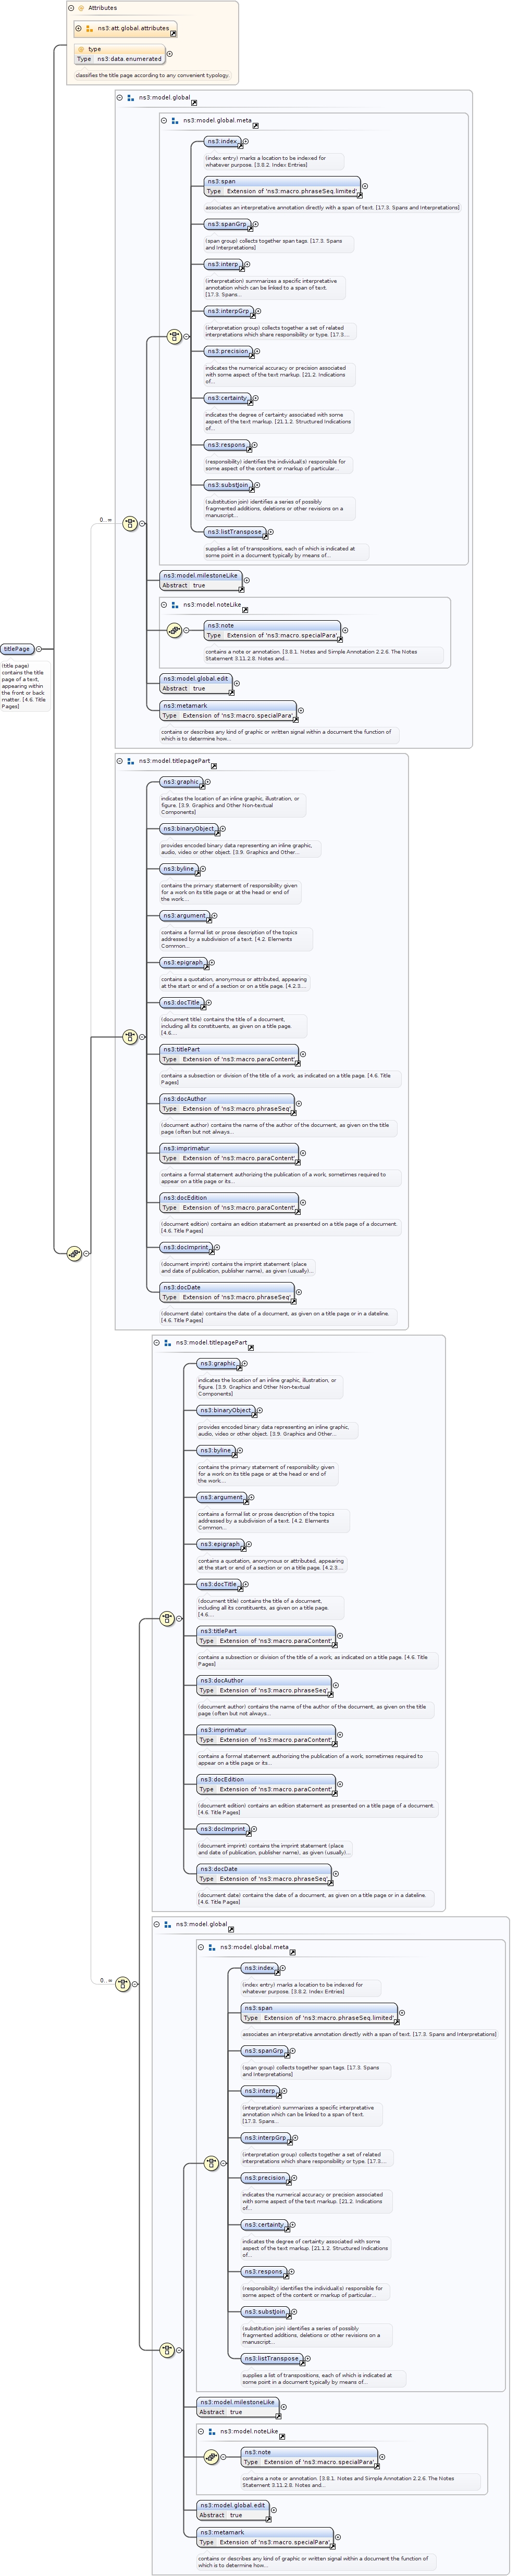 Attributes
ns3:att.global.attributes
type
Type ns3:data.enumerated
classifies the title page according to any convenient typology.
ns3:model.global
ns3:model.global.meta
ns3:index
(index entry) marks a location to be indexed for
whatever purpose. [3.8.2. Index Entries]
ns3:span
Type Extension of 'ns3:macro.phraseSeq.limited'
associates an interpretative annotation directly with a span of text. [17.3. Spans and Interpretations]
ns3:spanGrp
(span group) collects together span tags. [17.3. Spans
and Interpretations]
ns3:interp
(interpretation) summarizes a specific interpretative
annotation which can be linked to a span of text.
[17.3. Spans...
ns3:interpGrp
(interpretation group) collects together a set of related
interpretations which share responsibility or type. [17.3....
ns3:precision
indicates the numerical accuracy or precision associated
with some aspect of the text markup. [21.2. Indications
of...
ns3:certainty
indicates the degree of certainty associated with some
aspect of the text markup. [21.1.2. Structured Indications
of...
ns3:respons
(responsibility) identifies the individual(s) responsible for
some aspect of the content or markup of particular...
ns3:substJoin
(substitution join) identifies a series of possibly
fragmented additions, deletions or other revisions on a
manuscript...
ns3:listTranspose
supplies a list of transpositions, each of which is indicated at
some point in a document typically by means of...
0..∞
ns3:model.milestoneLike
Abstract true
ns3:model.noteLike
ns3:note
Type Extension of 'ns3:macro.specialPara'
contains a note or annotation. [3.8.1. Notes and Simple Annotation 2.2.6. The Notes
Statement 3.11.2.8. Notes and...
titlePage
(title page)
contains the title
page of a text,
appearing within
the front or back
matter. [4.6. Title
Pages]
ns3:model.global.edit
Abstract true
ns3:metamark
Type Extension of 'ns3:macro.specialPara'
contains or describes any kind of graphic or written signal within a document the function of
which is to determine how...
ns3:model.titlepagePart
ns3:graphic
indicates the location of an inline graphic, illustration, or
figure. [3.9. Graphics and Other Non-textual
Components]
ns3:binaryObject
provides encoded binary data representing an inline graphic,
audio, video or other object. [3.9. Graphics and Other...
ns3:byline
contains the primary statement of responsibility given
for a work on its title page or at the head or end of
the work....
ns3:argument
contains a formal list or prose description of the topics
addressed by a subdivision of a text. [4.2. Elements
Common...
ns3:epigraph
contains a quotation, anonymous or attributed, appearing
at the start or end of a section or on a title page. [4.2.3....
ns3:docTitle
(document title) contains the title of a document,
including all its constituents, as given on a title page.
[4.6....
ns3:titlePart
Type Extension of 'ns3:macro.paraContent'
contains a subsection or division of the title of a work, as indicated on a title page. [4.6. Title
Pages]
ns3:docAuthor
Type Extension of 'ns3:macro.phraseSeq'
(document author) contains the name of the author of the document, as given on the title
page (often but not always...
ns3:imprimatur
Type Extension of 'ns3:macro.paraContent'
contains a formal statement authorizing the publication of a work, sometimes required to
appear on a title page or its...
ns3:docEdition
Type Extension of 'ns3:macro.paraContent'
(document edition) contains an edition statement as presented on a title page of a document.
[4.6. Title Pages]
ns3:docImprint
(document imprint) contains the imprint statement (place
and date of publication, publisher name), as given (usually)...
ns3:docDate
Type Extension of 'ns3:macro.phraseSeq'
(document date) contains the date of a document, as given on a title page or in a dateline.
[4.6. Title Pages]
ns3:model.titlepagePart
ns3:graphic
indicates the location of an inline graphic, illustration, or
figure. [3.9. Graphics and Other Non-textual
Components]
ns3:binaryObject
provides encoded binary data representing an inline graphic,
audio, video or other object. [3.9. Graphics and Other...
ns3:byline
contains the primary statement of responsibility given
for a work on its title page or at the head or end of
the work....
ns3:argument
contains a formal list or prose description of the topics
addressed by a subdivision of a text. [4.2. Elements
Common...
ns3:epigraph
contains a quotation, anonymous or attributed, appearing
at the start or end of a section or on a title page. [4.2.3....
ns3:docTitle
(document title) contains the title of a document,
including all its constituents, as given on a title page.
[4.6....
ns3:titlePart
Type Extension of 'ns3:macro.paraContent'
contains a subsection or division of the title of a work, as indicated on a title page. [4.6. Title
Pages]
ns3:docAuthor
Type Extension of 'ns3:macro.phraseSeq'
(document author) contains the name of the author of the document, as given on the title
page (often but not always...
ns3:imprimatur
Type Extension of 'ns3:macro.paraContent'
contains a formal statement authorizing the publication of a work, sometimes required to
appear on a title page or its...
ns3:docEdition
Type Extension of 'ns3:macro.paraContent'
(document edition) contains an edition statement as presented on a title page of a document.
[4.6. Title Pages]
ns3:docImprint
(document imprint) contains the imprint statement (place
and date of publication, publisher name), as given (usually)...
ns3:docDate
Type Extension of 'ns3:macro.phraseSeq'
(document date) contains the date of a document, as given on a title page or in a dateline.
[4.6. Title Pages]
0..∞
ns3:model.global
ns3:model.global.meta
ns3:index
(index entry) marks a location to be indexed for
whatever purpose. [3.8.2. Index Entries]
ns3:span
Type Extension of 'ns3:macro.phraseSeq.limited'
associates an interpretative annotation directly with a span of text. [17.3. Spans and Interpretations]
ns3:spanGrp
(span group) collects together span tags. [17.3. Spans
and Interpretations]
ns3:interp
(interpretation) summarizes a specific interpretative
annotation which can be linked to a span of text.
[17.3. Spans...
ns3:interpGrp
(interpretation group) collects together a set of related
interpretations which share responsibility or type. [17.3....
ns3:precision
indicates the numerical accuracy or precision associated
with some aspect of the text markup. [21.2. Indications
of...
ns3:certainty
indicates the degree of certainty associated with some
aspect of the text markup. [21.1.2. Structured Indications
of...
ns3:respons
(responsibility) identifies the individual(s) responsible for
some aspect of the content or markup of particular...
ns3:substJoin
(substitution join) identifies a series of possibly
fragmented additions, deletions or other revisions on a
manuscript...
ns3:listTranspose
supplies a list of transpositions, each of which is indicated at
some point in a document typically by means of...
ns3:model.milestoneLike
Abstract true
ns3:model.noteLike
ns3:note
Type Extension of 'ns3:macro.specialPara'
contains a note or annotation. [3.8.1. Notes and Simple Annotation 2.2.6. The Notes
Statement 3.11.2.8. Notes and...
ns3:model.global.edit
Abstract true
ns3:metamark
Type Extension of 'ns3:macro.specialPara'
contains or describes any kind of graphic or written signal within a document the function of
which is to determine how...